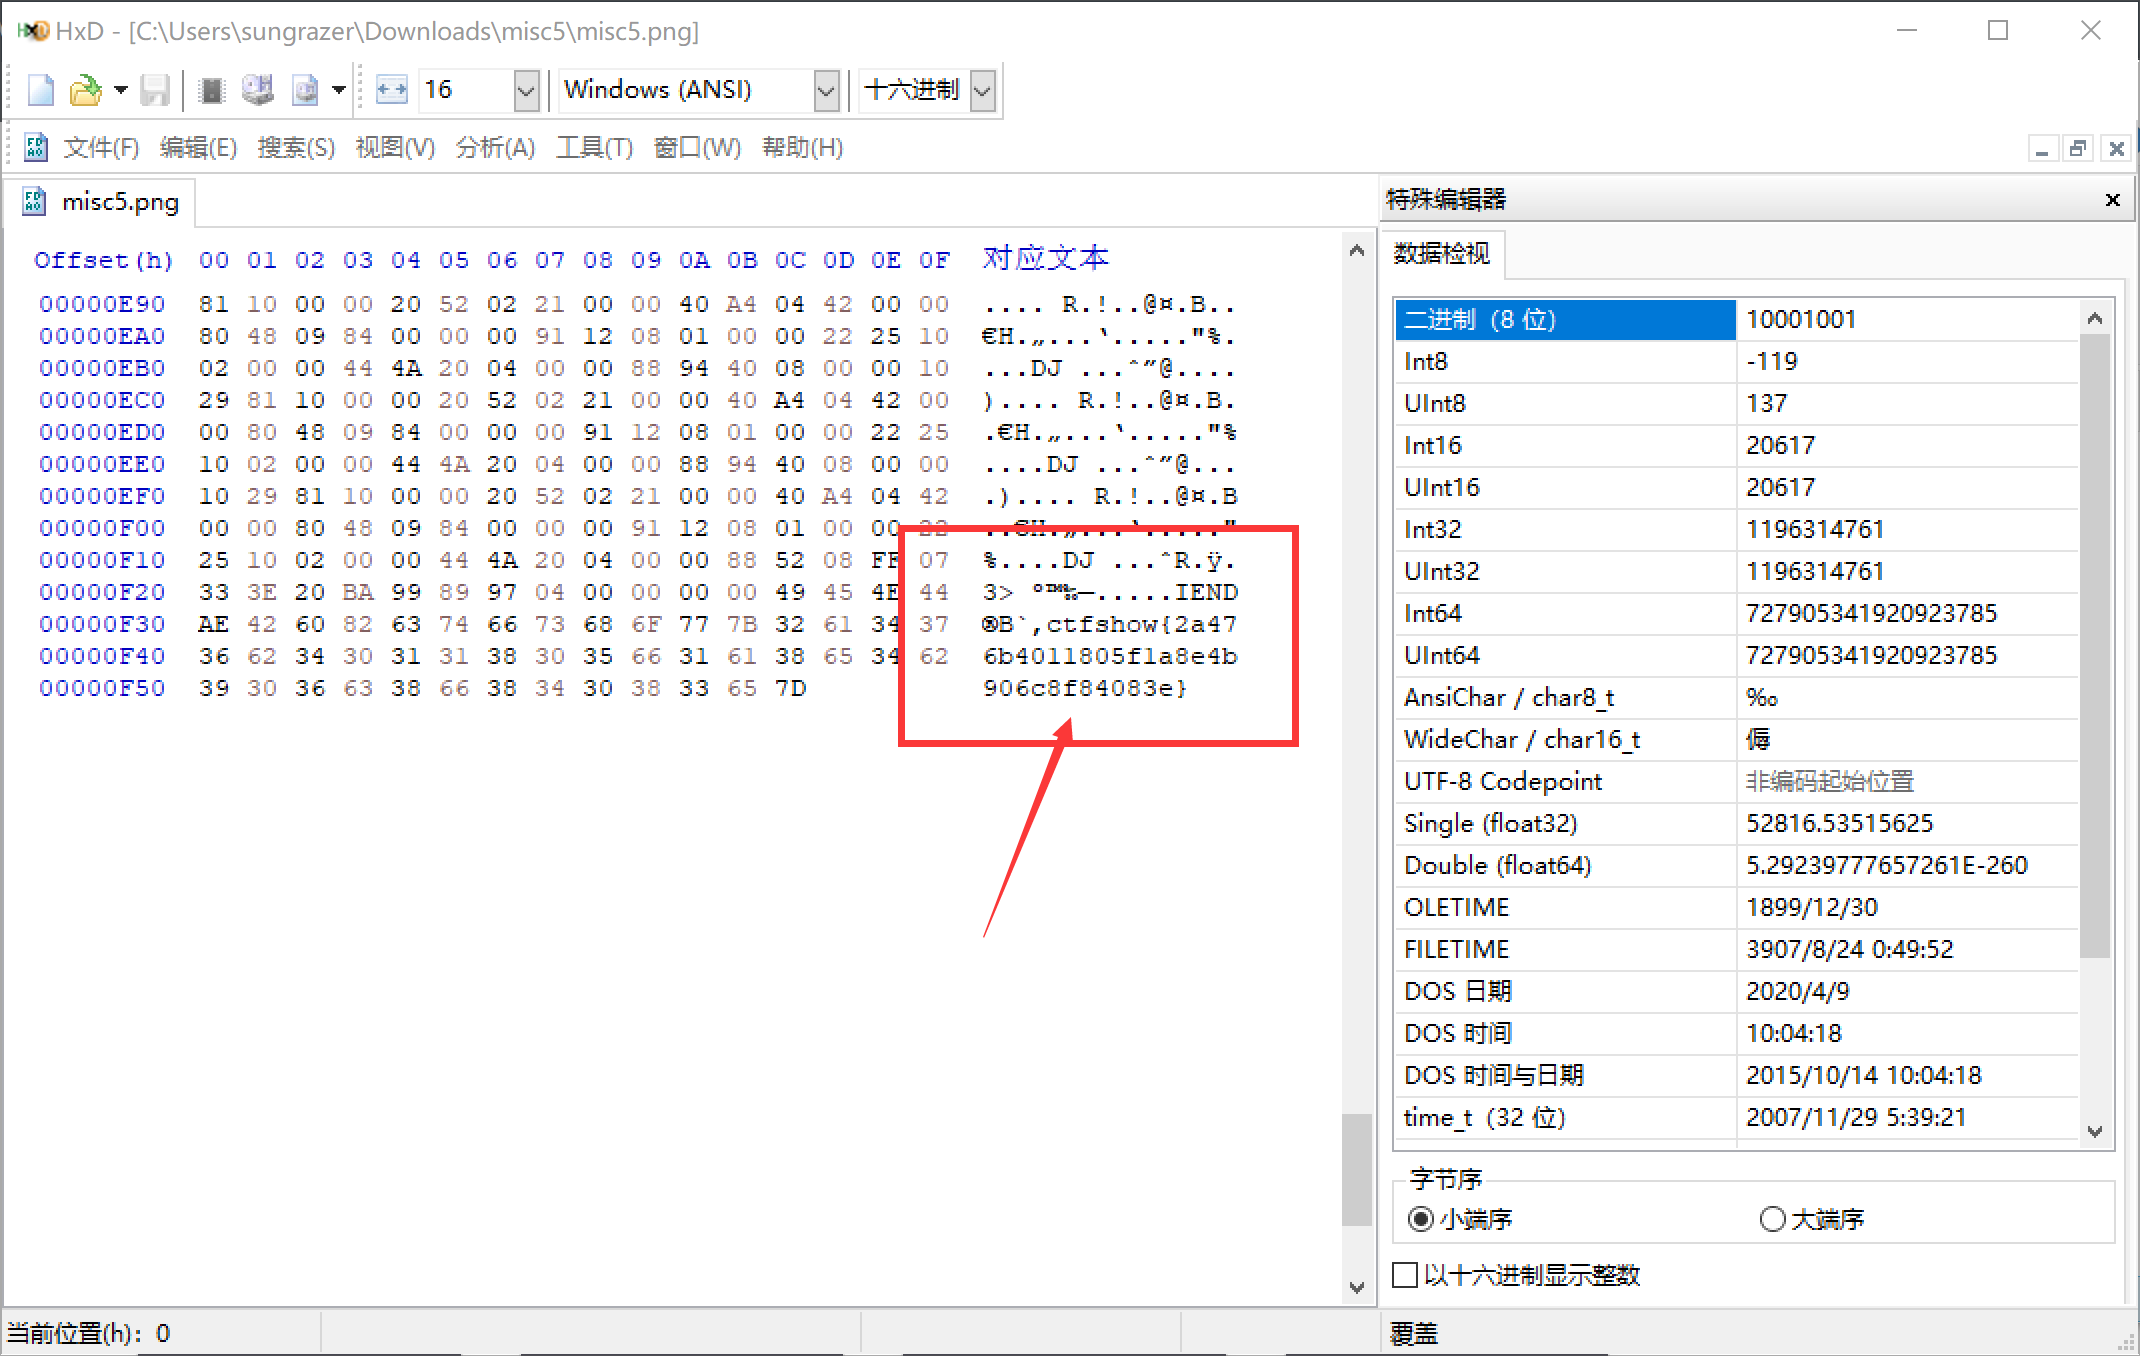 HxD - [C:\Users\sungrazer\Downloads\misc5\misc5.png]
16 Windows (ANSI) 十六进制
文件(F) 编辑(E) 搜索(S) 视图(V) 分析(A) 工具(T) 窗口(W) 帮助(H)
misc5.png
Offset(h) 00 01 02 03 04 05 06 07 08 09 0A 0B 0C 0D 0E 0F 对应文本
00000E90 81 10 00 00 20 52 02 21 00 00 40 A4 04 42 00 00 .... R.!..@¤.B..
00000EA0 80 48 09 84 00 00 00 91 12 08 01 00 00 22 25 10 €H.„...‘....."%.
00000EB0 02 00 00 44 4A 20 04 00 00 88 94 40 08 00 00 10 ...DJ ...ˆ”@....
00000EC0 29 81 10 00 00 20 52 02 21 00 00 40 A4 04 42 00 ).... R.!..@¤.B.
00000ED0 00 80 48 09 84 00 00 00 91 12 08 01 00 00 22 25 .€H.„...‘....."%
00000EE0 10 02 00 00 44 4A 20 04 00 00 88 94 40 08 00 00 ....DJ ...ˆ”@...
00000EF0 10 29 81 10 00 00 20 52 02 21 00 00 40 A4 04 42 .).... R.!..@¤.B
00000F00 00 00 80 48 09 84 00 00 00 91 12 08 01 00 00 22 ..€H.„...‘....."
00000F10 25 10 02 00 00 44 4A 20 04 00 00 88 52 08 FF 07 %....DJ ...ˆR.ÿ.
00000F20 33 3E 20 BA 99 89 97 04 00 00 00 00 49 45 4E 44 3> º™‰—.....IEND
00000F30 AE 42 60 82 63 74 66 73 68 6F 77 7B 32 61 34 37 ®B`‚ctfshow{2a47
00000F40 36 62 34 30 31 31 38 30 35 66 31 61 38 65 34 62 6b4011805f1a8e4b
00000F50 39 30 36 63 38 66 38 34 30 38 33 65 7D 906c8f84083e}
特殊编辑器
数据检视
二进制 (8 位) 10001001
Int8 -119
UInt8 137
Int16 20617
UInt16 20617
Int32 1196314761
UInt32 1196314761
Int64 727905341920923785
UInt64 727905341920923785
AnsiChar / char8_t ‰
WideChar / char16_t 傉
UTF-8 Codepoint 非编码起始位置
Single (float32) 52816.53515625
Double (float64) 5.29239777657261E-260
OLETIME 1899/12/30
FILETIME 3907/8/24 0:49:52
DOS 日期 2020/4/9
DOS 时间 10:04:18
DOS 时间与日期 2015/10/14 10:04:18
time_t (32 位) 2007/11/29 5:39:21
字节序
小端序 大端序
以十六进制显示整数
当前位置(h): 0 覆盖